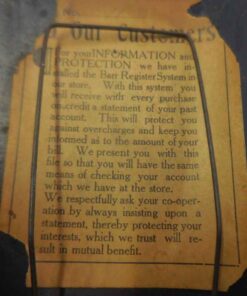 Our Customers
For your INFORMATION and
PROTECTION we have in-
stalled the Barr Register System in
our store. With this system you
will receive with every purchase
on credit a statement of your past
account. This will protect you
against overcharges and keep you
informed as to the amount of your
bill. We present you with this
file so that you will have the same
means of checking your account
which we have at the store.
We respectfully ask your co-oper-
ation by always insisting upon a
statement, thereby protecting your
interests, which we trust will re-
sult in mutual benefit.